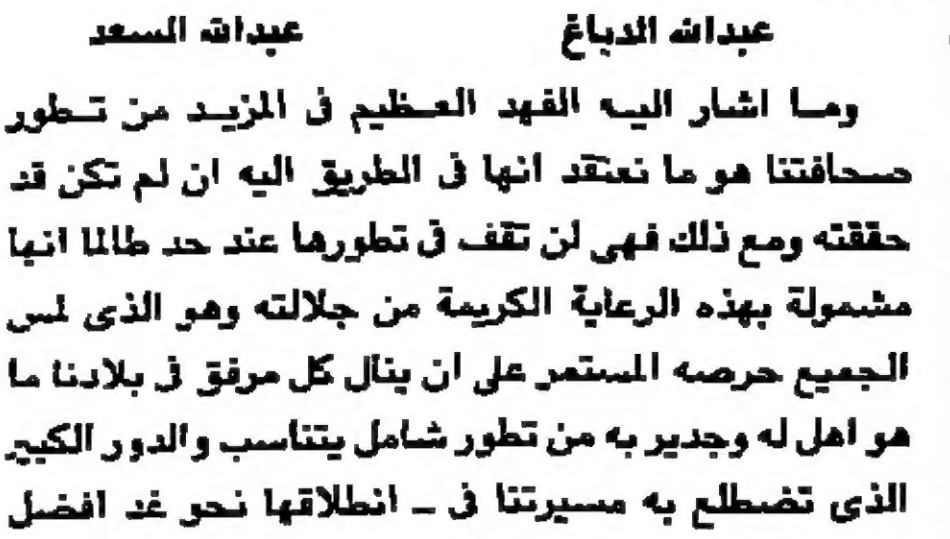 عبدالله الدباغ عبدالله السعد
وما اشار اليه الفهد العظيم فى المزيد من تطور
صحافتنا هو ما نعتقد انها فى الطريق اليه ان لم تكن قد
حققته ومع ذلك فهى لن تقف فى تطورها عند حد طالما انها
مشمولة بهذه الرعاية الكريمة من جلالته وهو الذى لمس
الجميع حرصه المستمر على ان ينال كل مرفق فى بلادنا ما
هو اهل له وجدير به من تطور شامل يتناسب والدور الكبير
الذى تضطلع به مسيرتنا فى ــ انطلاقها نحو غد افضل